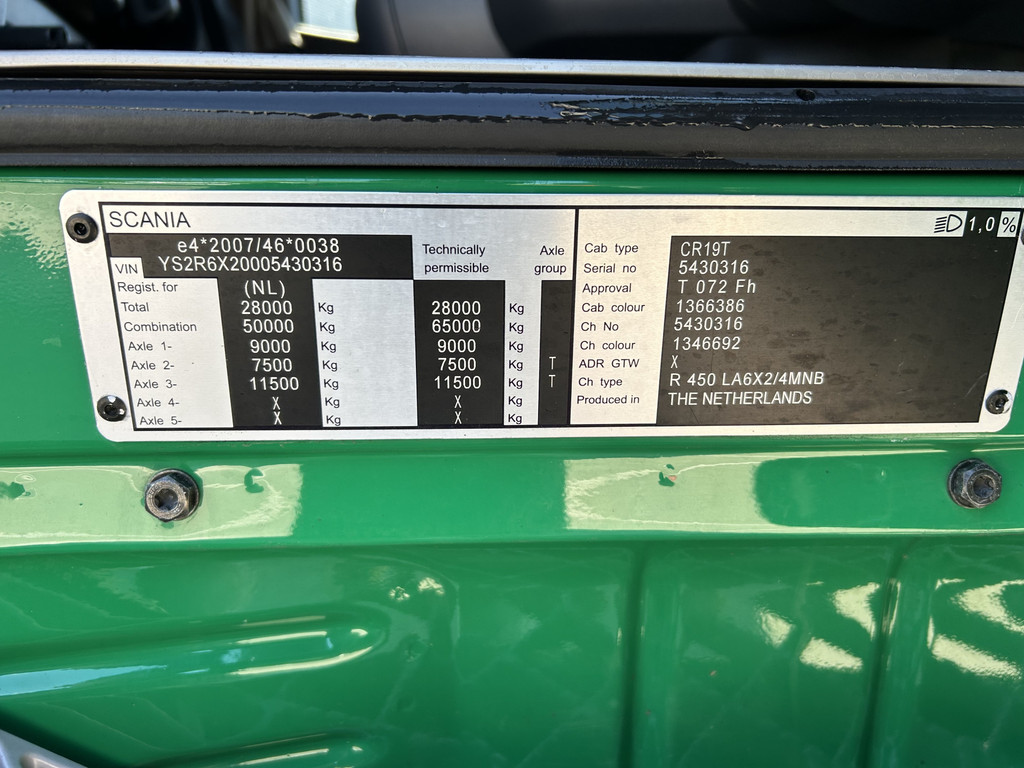 SCANIA
e4*2007/46*0038
VIN YS2R6X20005430316
Technically permissible
Axle group
Regist. for (NL)
Total 28000 Kg 28000 Kg
Combination 50000 Kg 65000 Kg
Axle 1- 9000 Kg 9000 Kg
Axle 2- 7500 Kg 7500 Kg T
Axle 3- 11500 Kg 11500 Kg T
Axle 4- X Kg X Kg
Axle 5- X Kg X Kg
1,0 %
Cab type CR19T
Serial no 5430316
Approval T 072 Fh
Cab colour 1366386
Ch No 5430316
Ch colour 1346692
ADR GTW X
Ch type R 450 LA6X2/4MNB
Produced in THE NETHERLANDS